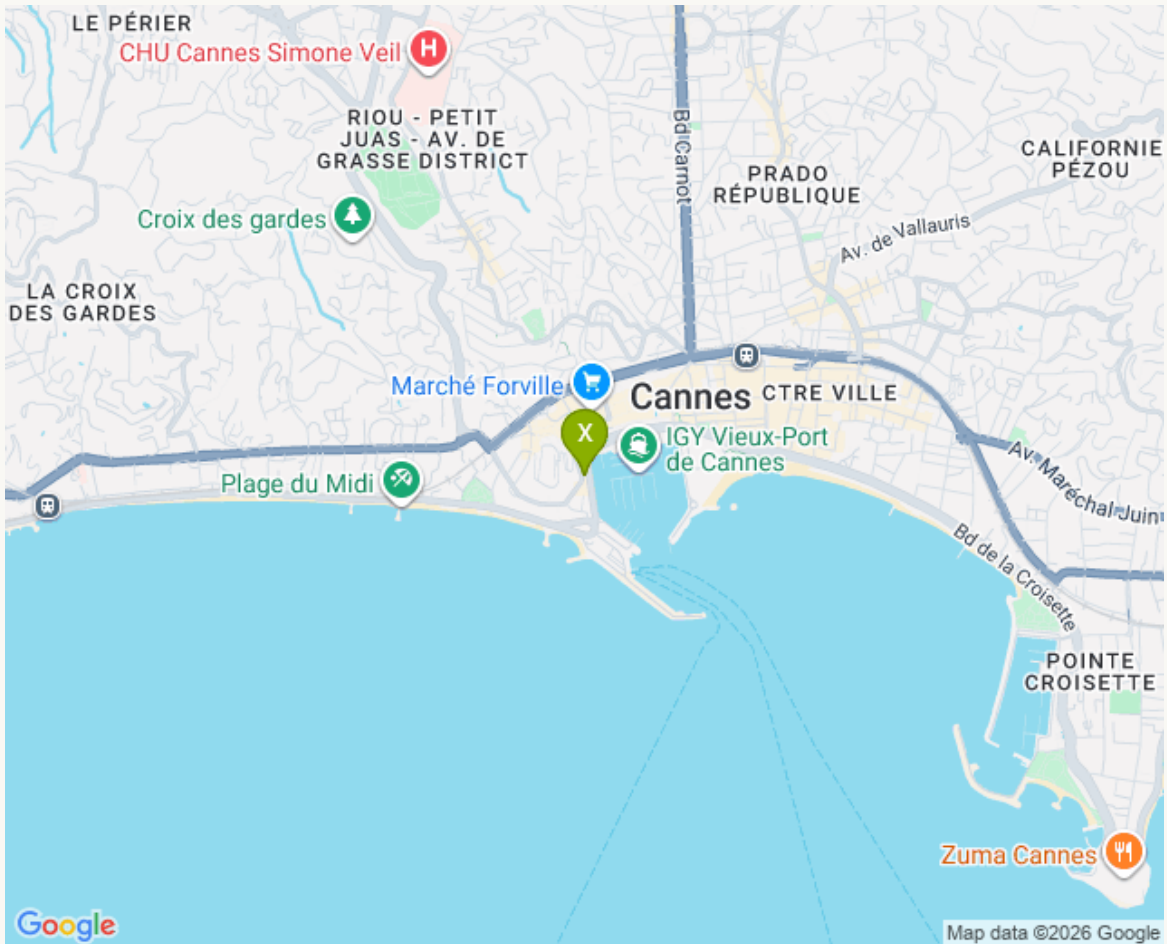 LE PÉRIER
CHU Cannes Simone Veil
H
RIOU - PETIT
JUAS - AV. DE
GRASSE DISTRICT
Bd Carnot
PRADO
RÉPUBLIQUE
CALIFORNIE
PÉZOU
Croix des gardes
Av. de Vallauris
LA CROIX
DES GARDES
Marché Forville
Cannes
CTRE VILLE
X
IGY Vieux-Port
de Cannes
Plage du Midi
Av. Maréchal Juin
Bd de la Croisette
POINTE
CROISETTE
Zuma Cannes
Google
Map data ©2026 Google